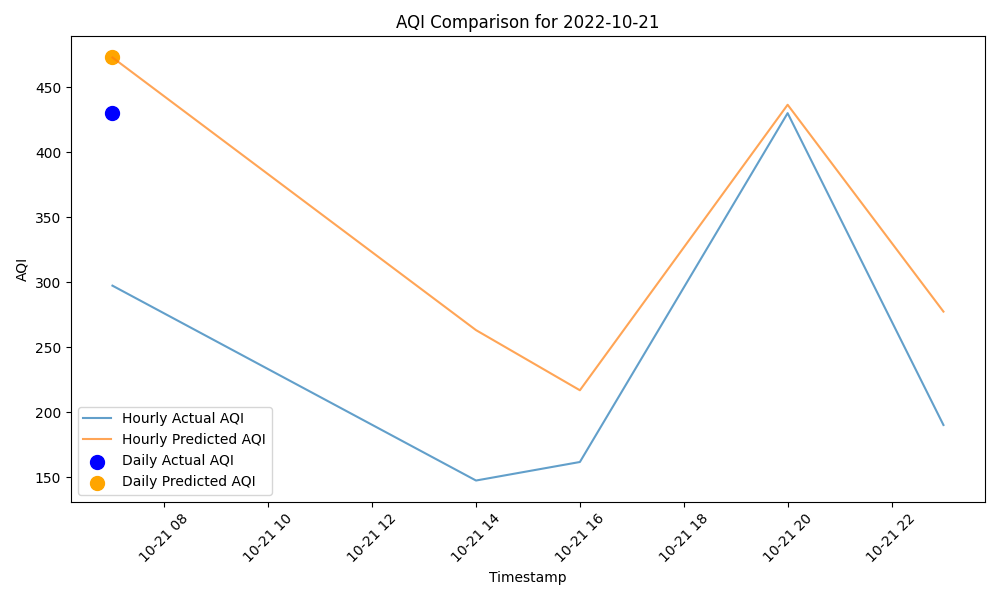 AQI Comparison for 2022-10-21
AQI
450
400
350
300
250
200
150
Hourly Actual AQI
Hourly Predicted AQI
Daily Actual AQI
Daily Predicted AQI
10-21 08
10-21 10
10-21 12
10-21 14
10-21 16
10-21 18
10-21 20
10-21 22
Timestamp